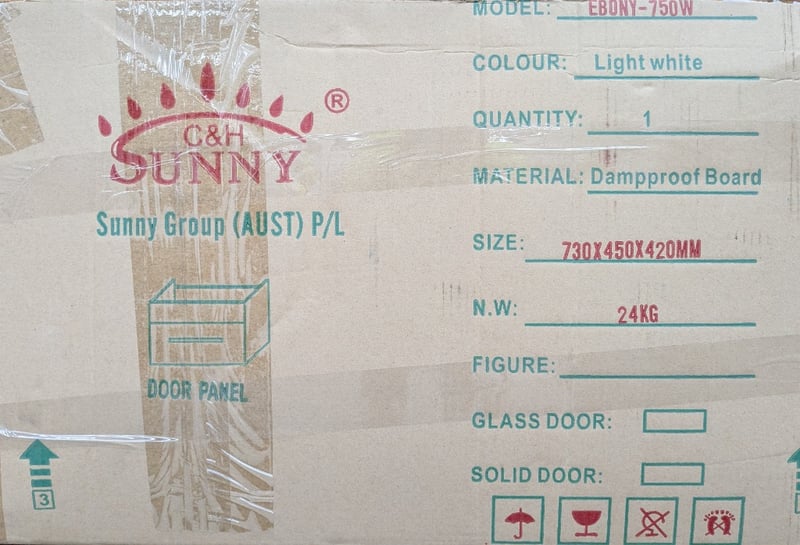 C&H
SUNNY
®
Sunny Group (AUST) P/L
DOOR PANEL
3
MODEL: EBONY-750W
COLOUR: Light white
QUANTITY: 1
MATERIAL: Dampproof Board
SIZE: 730X450X420MM
N.W: 24KG
FIGURE:
GLASS DOOR:
SOLID DOOR: